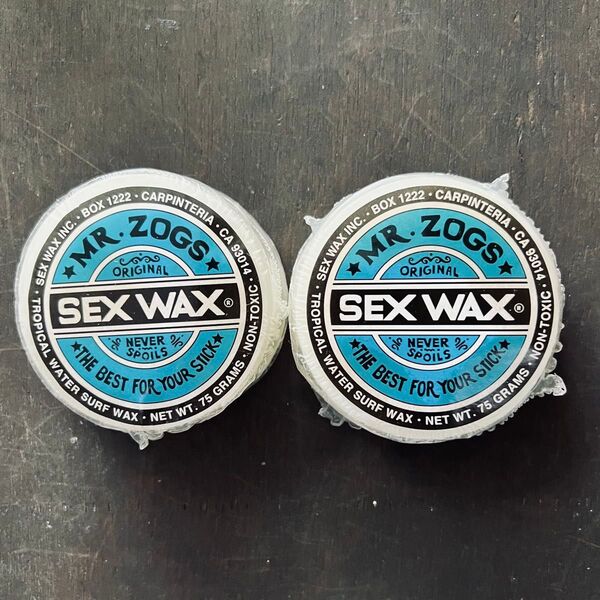 SEX WAX INC. • BOX 1222 • CARPINTERIA • CA 93014 • NON-TOXIC
MR. ZOGS
ORIGINAL
SEX WAX®
NEVER
SPOILS
THE BEST FOR YOUR STICK
TROPICAL WATER SURF WAX • NET WT. 75 GRAMS
SEX WAX INC. • BOX 1222 • CARPINTERIA • CA 93014 • NON-TOXIC
MR. ZOGS
ORIGINAL
SEX WAX®
NEVER
SPOILS
THE BEST FOR YOUR STICK
TROPICAL WATER SURF WAX • NET WT. 75 GRAMS